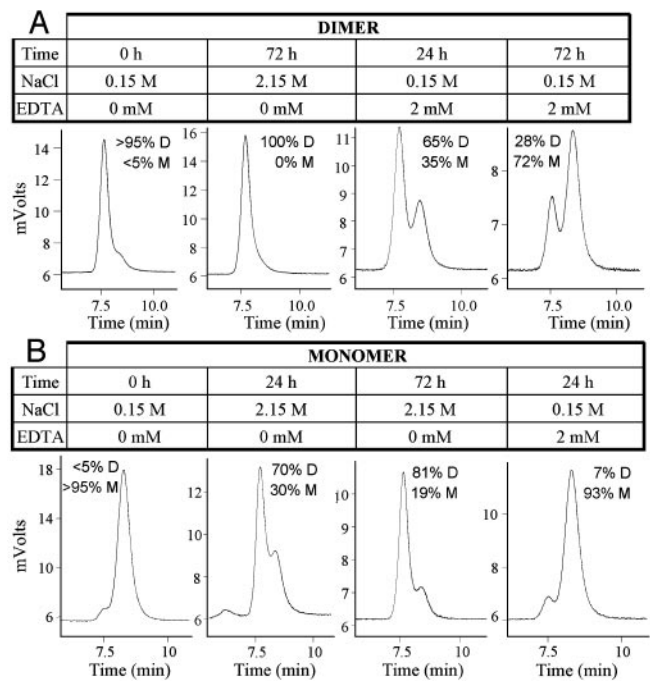 A
DIMER
Time 0 h 72 h 24 h 72 h
NaCl 0.15 M 2.15 M 0.15 M 0.15 M
EDTA 0 mM 0 mM 2 mM 2 mM
mVolts
14
12
10
8
6
>95% D
<5% M
7.5 10.0
Time (min)
16
14
12
10
8
6
100% D
0% M
7.5 10.0
Time (min)
11
10
9
8
7
6
65% D
35% M
7.5 10.0
Time (min)
8
7
6
28% D
72% M
7.5 10.0
Time (min)
B
MONOMER
Time 0 h 24 h 72 h 24 h
NaCl 0.15 M 2.15 M 2.15 M 0.15 M
EDTA 0 mM 0 mM 0 mM 2 mM
mVolts
18
15
12
9
6
<5% D
>95% M
7.5 10
Time (min)
12
10
8
6
70% D
30% M
7.5 10
Time (min)
10
9
8
7
6
81% D
19% M
7.5 10
Time (min)
10
8
6
7% D
93% M
7.5 10
Time (min)